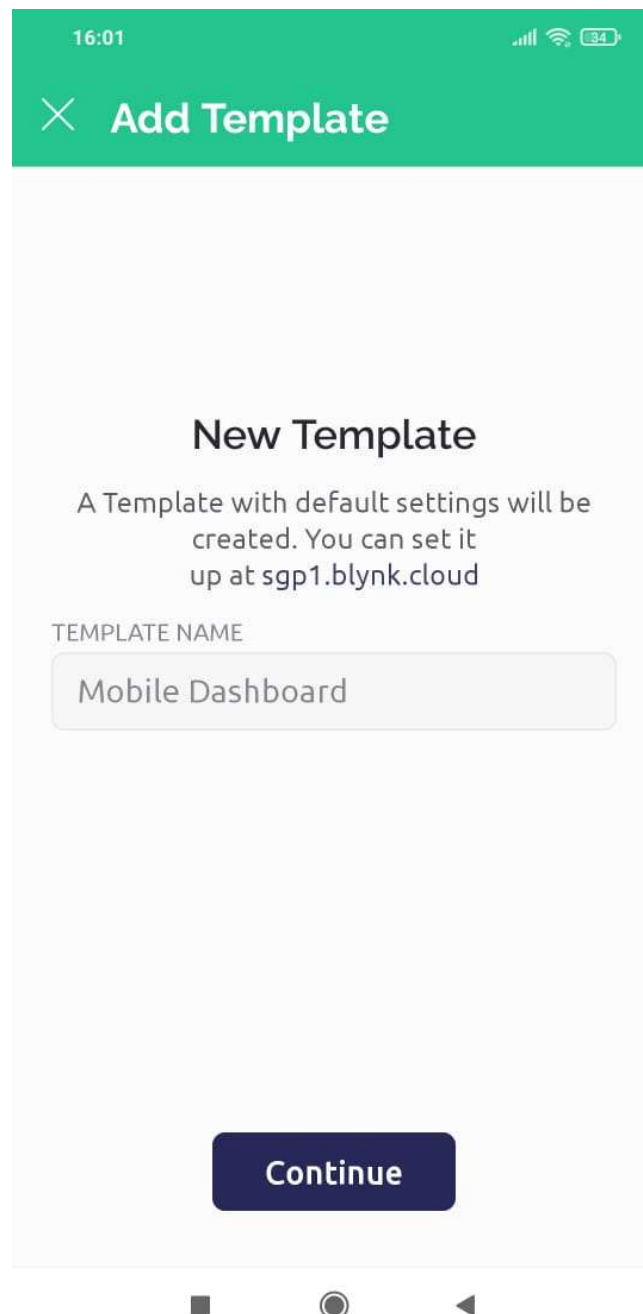 16:01
34
Add Template
New Template
A Template with default settings will be
created. You can set it
up at sgp1.blynk.cloud
TEMPLATE NAME
Mobile Dashboard
Continue